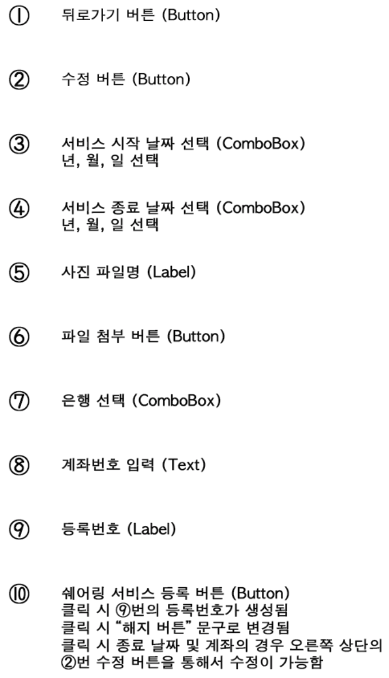 ① 뒤로가기 버튼 (Button)
② 수정 버튼 (Button)
③ 서비스 시작 날짜 선택 (ComboBox)
년, 월, 일 선택
④ 서비스 종료 날짜 선택 (ComboBox)
년, 월, 일 선택
⑤ 사진 파일명 (Label)
⑥ 파일 첨부 버튼 (Button)
⑦ 은행 선택 (ComboBox)
⑧ 계좌번호 입력 (Text)
⑨ 등록번호 (Label)
⑩ 쉐어링 서비스 등록 버튼 (Button)
클릭 시 ⑨번의 등록번호가 생성됨
클릭 시 “해지 버튼” 문구로 변경됨
클릭 시 종료 날짜 및 계좌의 경우 오른쪽 상단의
②번 수정 버튼을 통해서 수정이 가능함